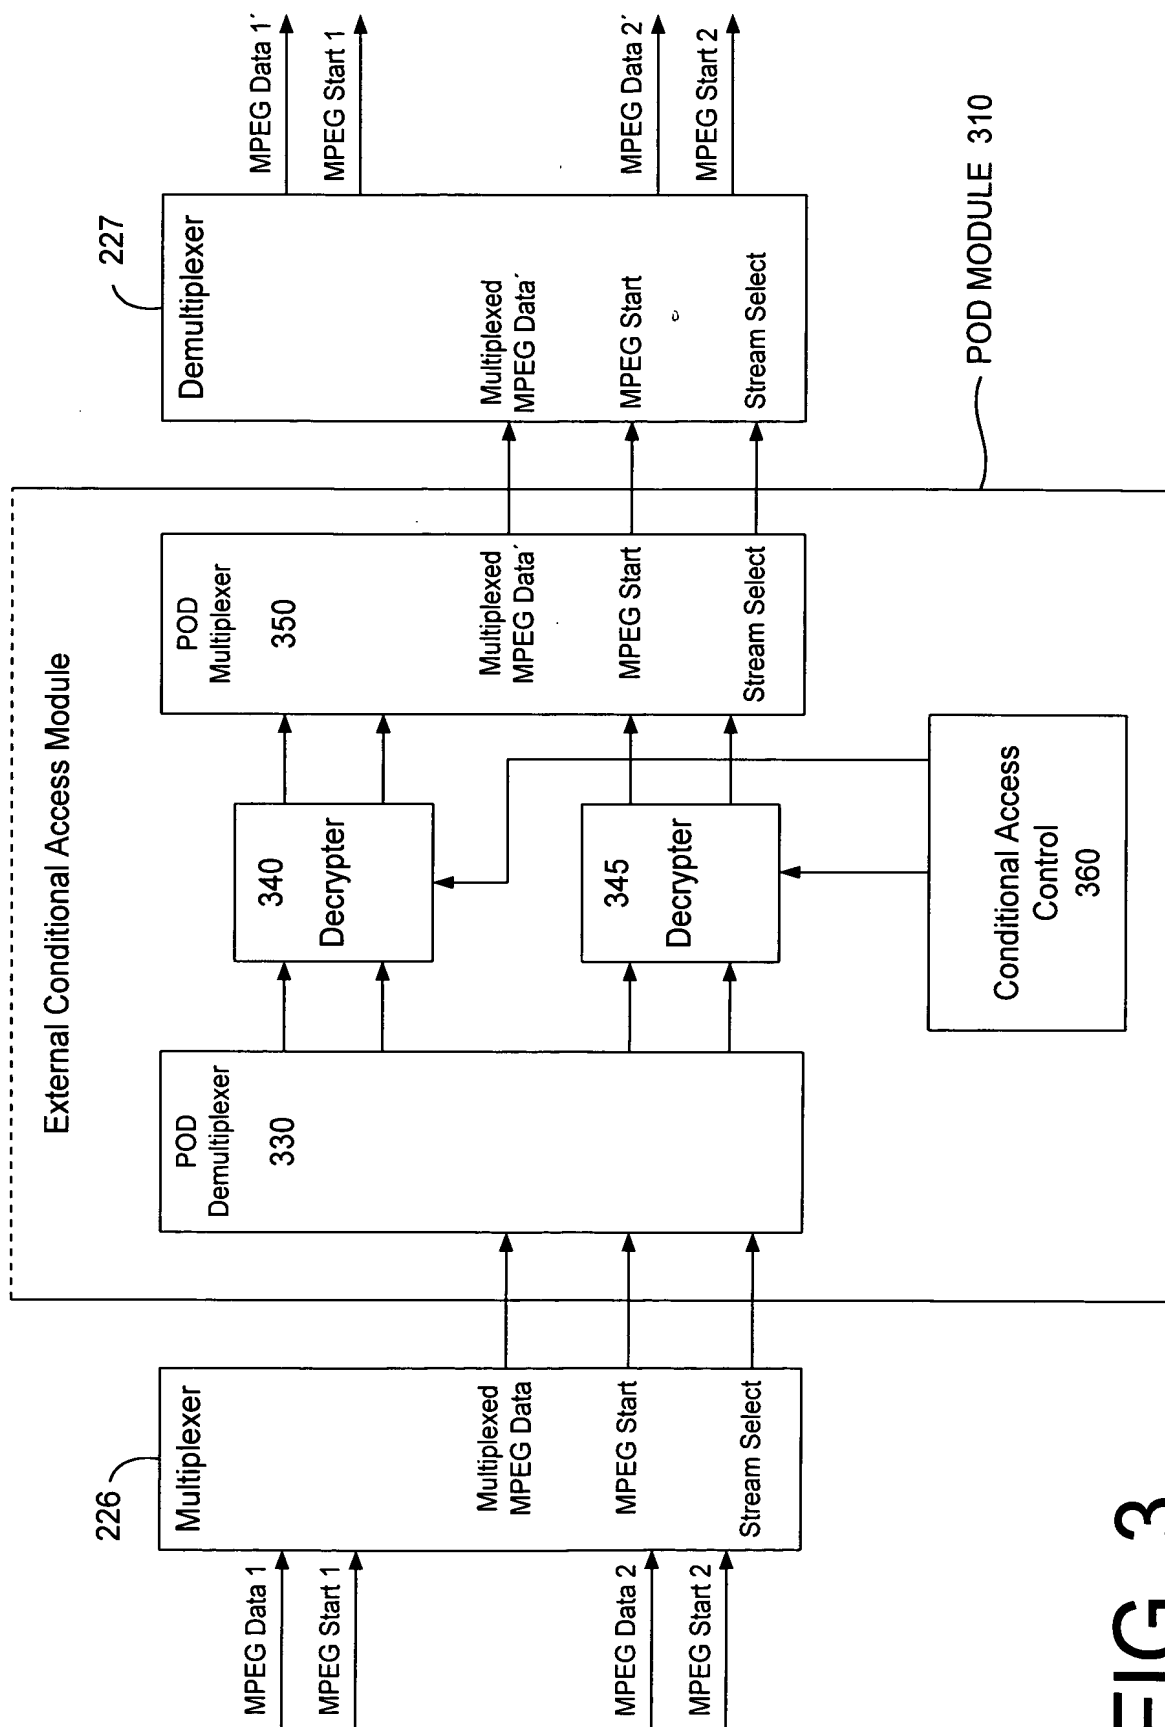 External Conditional Access Module
226
Multiplexer
MPEG Data 1
MPEG Start 1
MPEG Data 2
MPEG Start 2
Multiplexed
MPEG Data
MPEG Start
Stream Select
POD
Demultiplexer
330
340
Decrypter
345
Decrypter
Conditional Access
Control
360
POD
Multiplexer
350
Multiplexed
MPEG Data´
MPEG Start
Stream Select
227
Demultiplexer
Multiplexed
MPEG Data´
MPEG Start
Stream Select
MPEG Data 1´
MPEG Start 1
MPEG Data 2´
MPEG Start 2
POD MODULE 310
FIG. 3